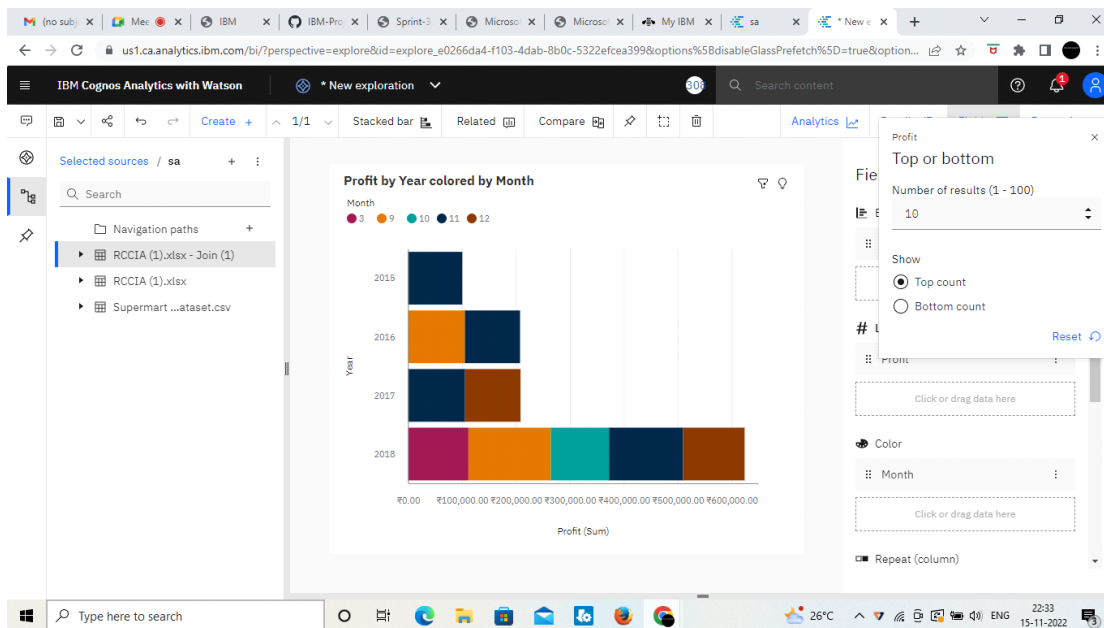 (no subj
Mee
IBM
IBM-Proj
Sprint-3
Microsof
Microsof
My IBM
sa
* New e
us1.ca.analytics.ibm.com/bi/?perspective=explore&id=explore_e0266da4-f103-4dab-8b0c-5322efcea399&options%5BdisableGlassPrefetch%5D=true&option...
IBM Cognos Analytics with Watson
* New exploration
308
Search content
1
Create +
1/1
Stacked bar
Related
Compare
Analytics
Selected sources / sa
Search
Navigation paths
RCCIA (1).xlsx - Join (1)
RCCIA (1).xlsx
Supermart ...ataset.csv
Profit by Year colored by Month
Month
3 9 10 11 12
2015
2016
2017
2018
Year
₹0.00 ₹100,000.00 ₹200,000.00 ₹300,000.00 ₹400,000.00 ₹500,000.00 ₹600,000.00
Profit (Sum)
Fie
Profit
Top or bottom
Number of results (1 - 100)
10
Show
Top count
Bottom count
Reset
Profit
Click or drag data here
Color
Month
Click or drag data here
Repeat (column)
Type here to search
26°C
ENG
22:33
15-11-2022
3